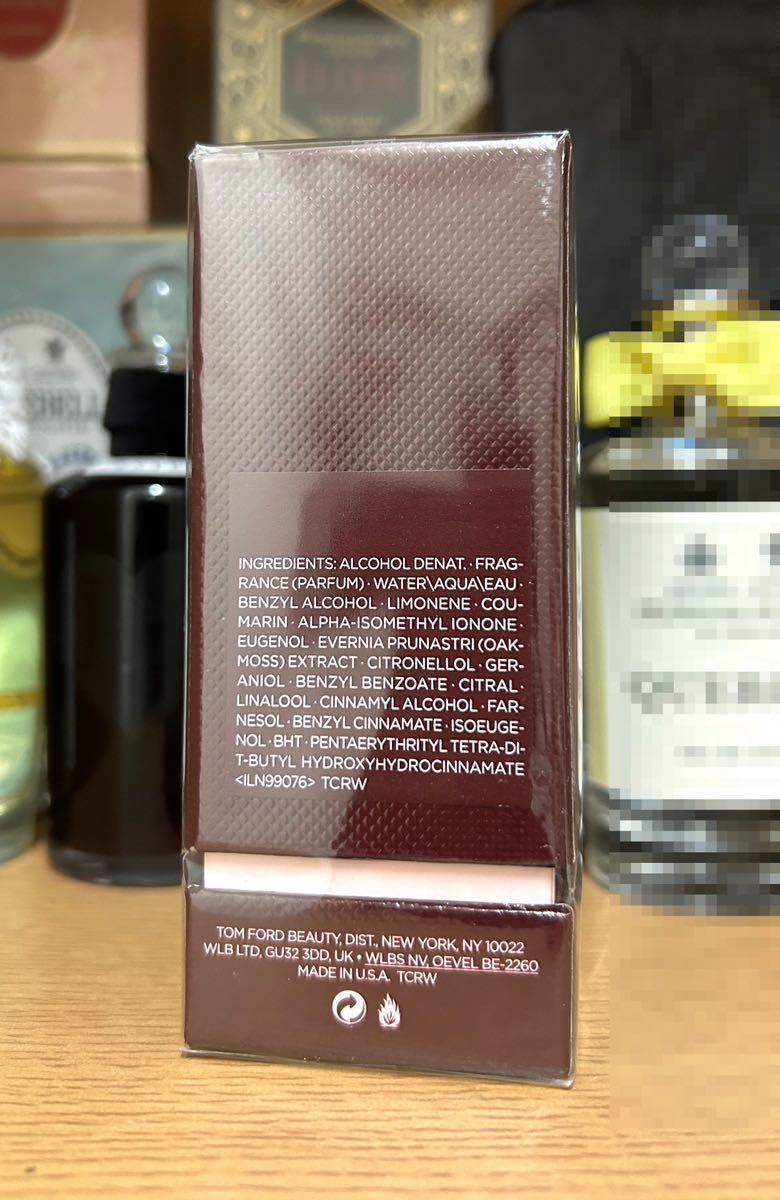 INGREDIENTS: ALCOHOL DENAT. · FRAG-
RANCE (PARFUM) · WATER\AQUA\EAU ·
BENZYL ALCOHOL · LIMONENE · COU-
MARIN · ALPHA-ISOMETHYL IONONE ·
EUGENOL · EVERNIA PRUNASTRI (OAK-
MOSS) EXTRACT · CITRONELLOL · GER-
ANIOL · BENZYL BENZOATE · CITRAL ·
LINALOOL · CINNAMYL ALCOHOL · FAR-
NESOL · BENZYL CINNAMATE · ISOEUGE-
NOL · BHT · PENTAERYTHRITYL TETRA-DI-
T-BUTYL HYDROXYHYDROCINNAMATE
<ILN99076> TCRW
TOM FORD BEAUTY, DIST., NEW YORK, NY 10022
WLB LTD, GU32 3DD, UK • WLBS NV, OEVEL BE-2260
MADE IN U.S.A. TCRW